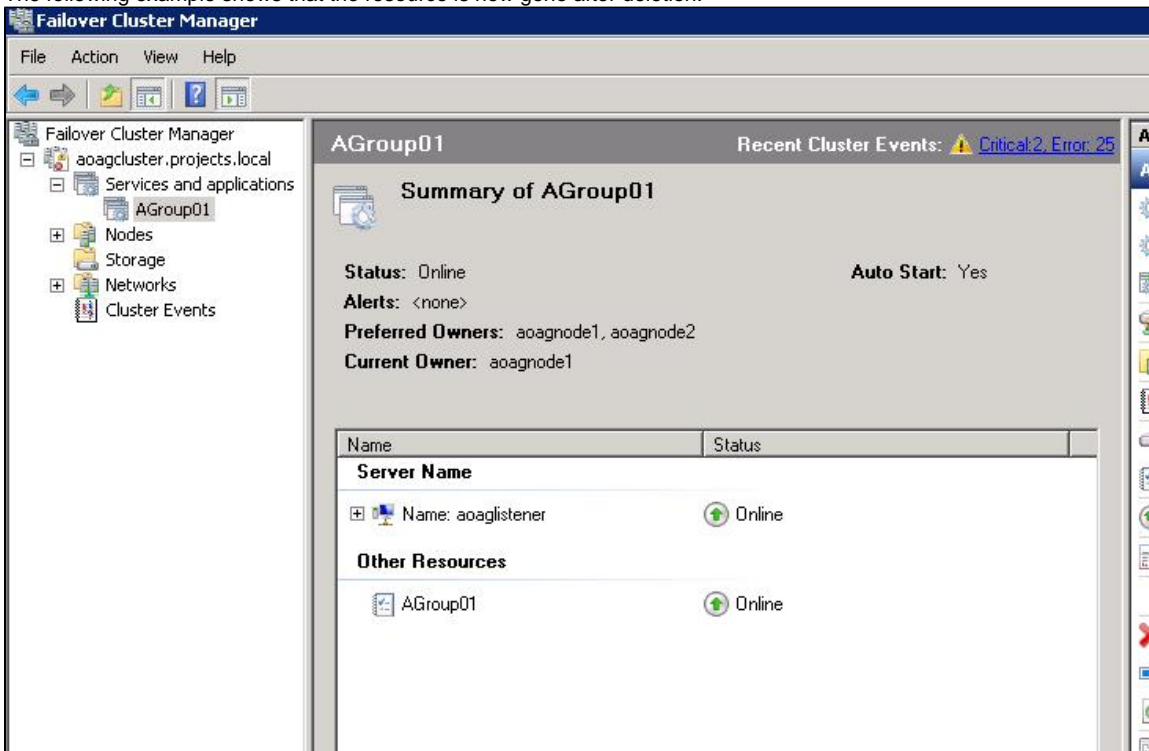 The following example shows that the resource is now gone after deletion.
Failover Cluster Manager
File Action View Help
Failover Cluster Manager
aoagcluster.projects.local
Services and applications
AGroup01
Nodes
Storage
Networks
Cluster Events
AGroup01
Recent Cluster Events: Critical:2, Error: 25
Summary of AGroup01
Status: Online
Auto Start: Yes
Alerts: <none>
Preferred Owners: aoagnode1, aoagnode2
Current Owner: aoagnode1
Name Status
Server Name
Name: aoaglistener Online
Other Resources
AGroup01 Online